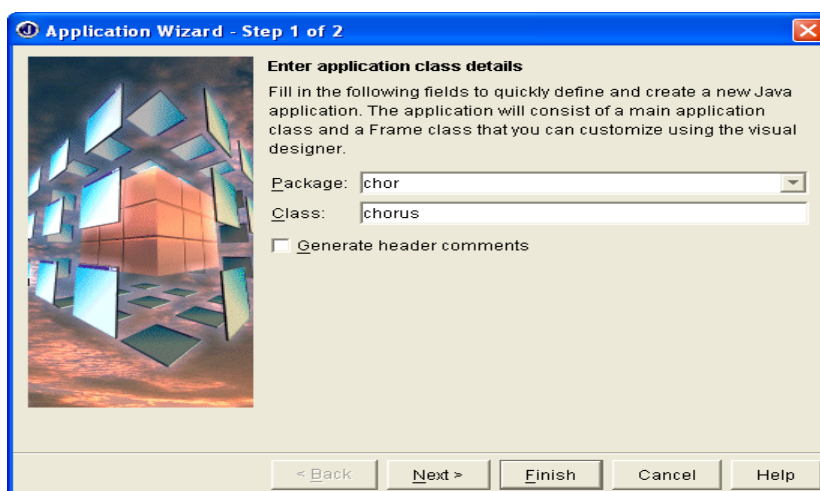 Application Wizard - Step 1 of 2
Enter application class details
Fill in the following fields to quickly define and create a new Java
application. The application will consist of a main application
class and a Frame class that you can customize using the visual
designer.
Package: chor
Class: chorus
Generate header comments
< Back Next > Finish Cancel Help